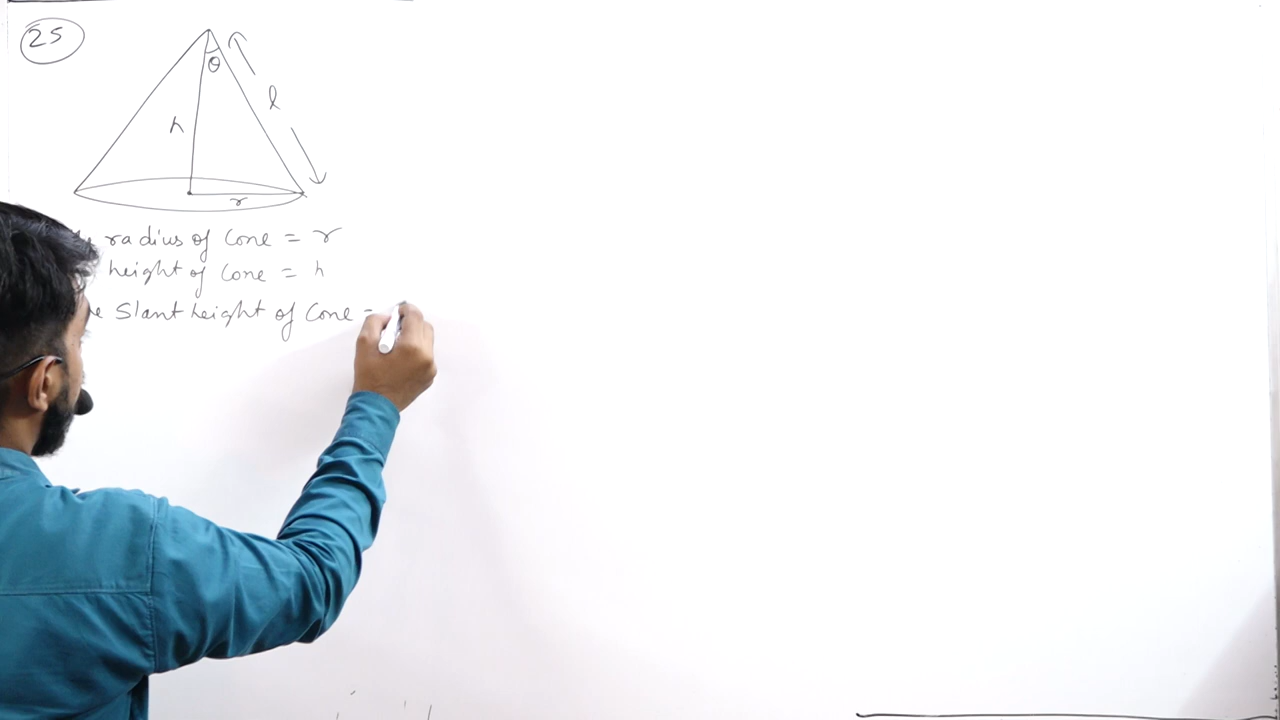 25
θ
l
h
r
radius of Cone = r
height of Cone = h
Slant height of Cone =